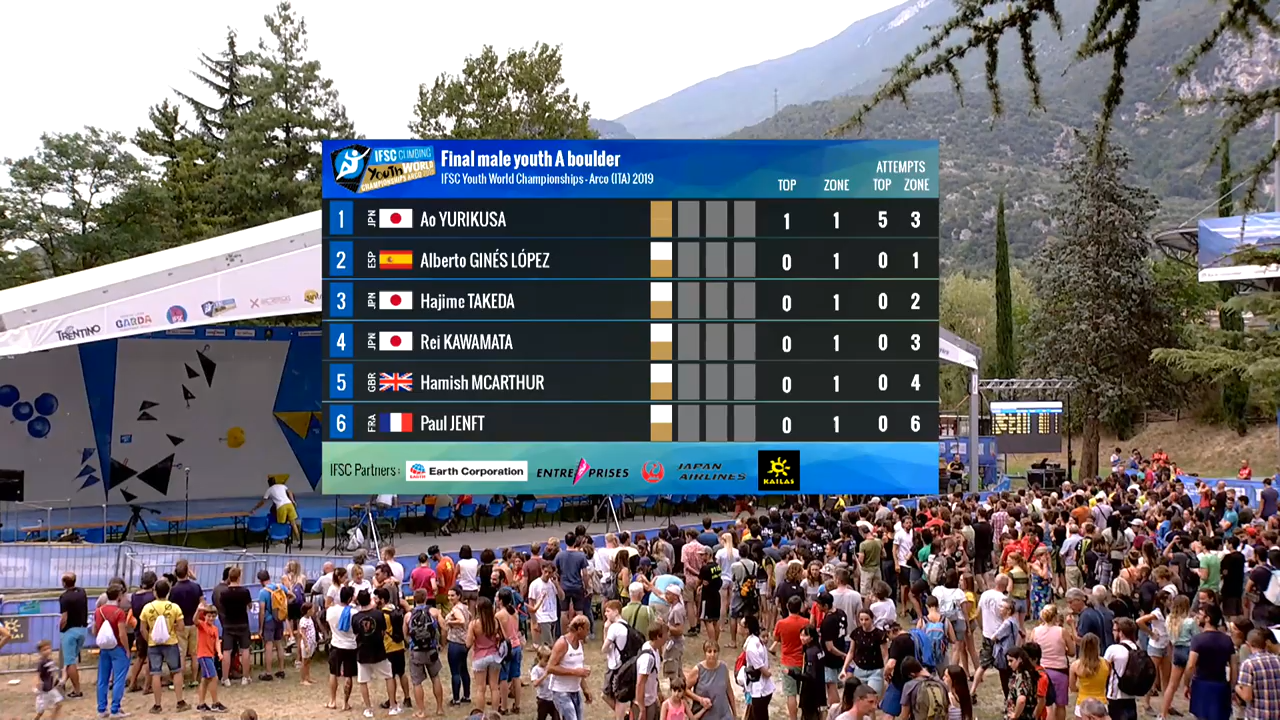 IFSC CLIMBING
Youth WORLD
CHAMPIONSHIPS ARCO 2019
Final male youth A boulder
IFSC Youth World Championships - Arco (ITA) 2019
ATTEMPTS
TOP ZONE TOP ZONE
1 JPN Ao YURIKUSA 1 1 5 3
2 ESP Alberto GINÉS LÓPEZ 0 1 0 1
3 JPN Hajime TAKEDA 0 1 0 2
4 JPN Rei KAWAMATA 0 1 0 3
5 GBR Hamish MCARTHUR 0 1 0 4
6 FRA Paul JENFT 0 1 0 6
IFSC Partners: EARTH Earth Corporation ENTRE PRISES JAPAN AIRLINES KAILAS
TRENTINO
GARDA